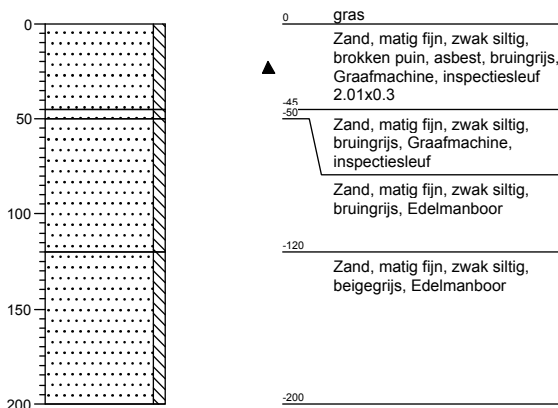 0
50
100
150
200
0
gras
Zand, matig fijn, zwak siltig,
brokken puin, asbest, bruingrijs,
Graafmachine, inspectiesleuf
2.01x0.3
-45
-50
Zand, matig fijn, zwak siltig,
bruingrijs, Graafmachine,
inspectiesleuf
Zand, matig fijn, zwak siltig,
bruingrijs, Edelmanboor
-120
Zand, matig fijn, zwak siltig,
beigegrijs, Edelmanboor
-200